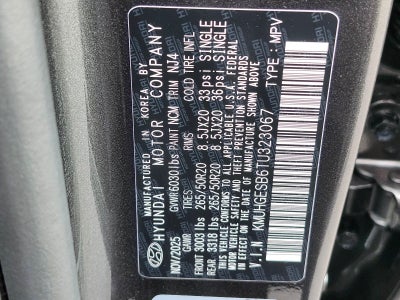 MANUFACTURED IN KOREA BY
HYUNDAI MOTOR COMPANY
NOV/2025 GVWR 6030 lbs PAINT NCM TRIM NJ4
GAWR TIRES RIMS COLD TIRE INFL
FRONT 3003 lbs 265/50R20 8.5JX20 33psi SINGLE
REAR 3318 lbs 265/50R20 8.5JX20 36psi SINGLE
THIS VEHICLE CONFORMS TO ALL APPLICABLE U.S.A. FEDERAL
MOTOR VEHICLE SAFETY, BUMPER AND THEFT PREVENTION STANDARDS
IN EFFECT ON THE DATE OF MANUFACTURE SHOWN ABOVE
V.I.N KMUHGESB6TU323067 TYPE : MPV